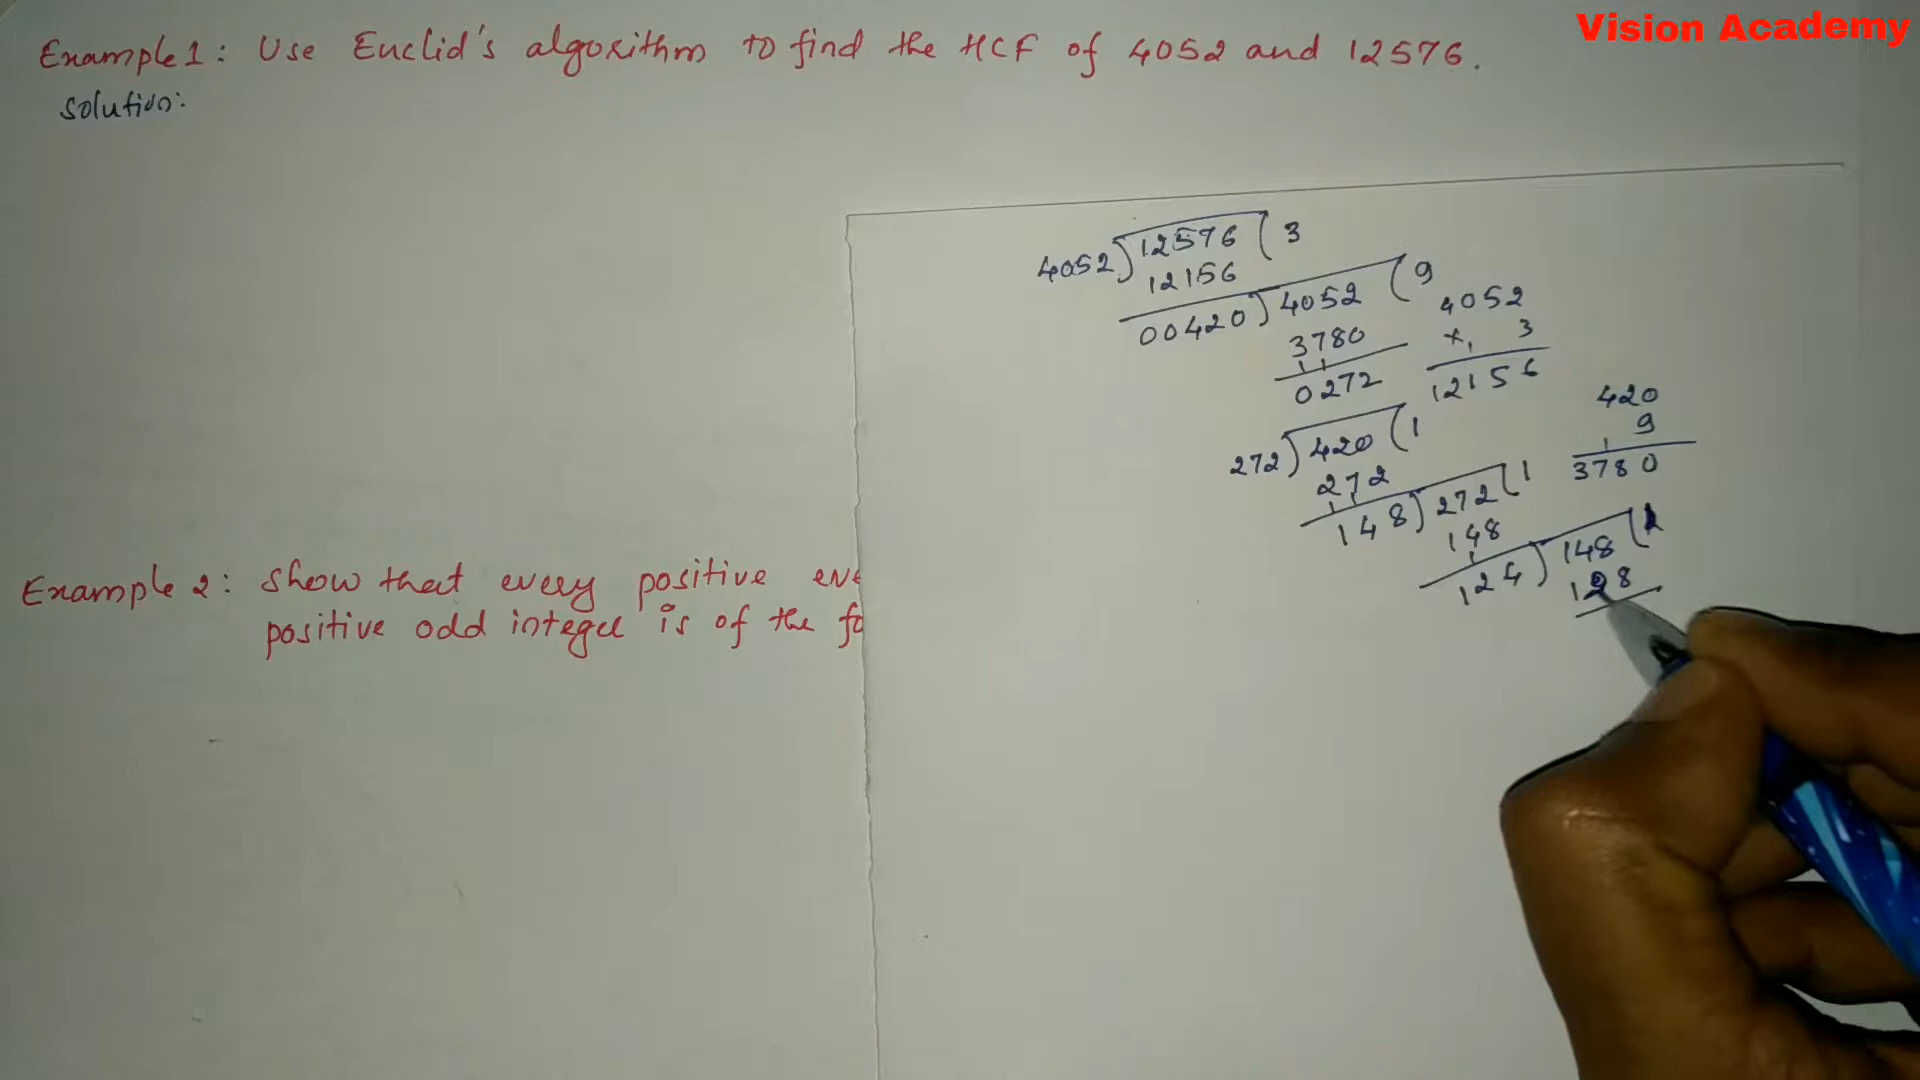 Vision Academy
Example 1: Use Euclid's algorithm to find the HCF of 4052 and 12576.
Solution:
4052) 12576 ( 3
12156
00420) 4052 ( 9
3780
0272
4052
× 3
12156
420
9
3780
272) 420 ( 1
272
148) 272 ( 1
148
124) 148 (
128
Example 2: Show that every positive eve
positive odd intege is of the fo